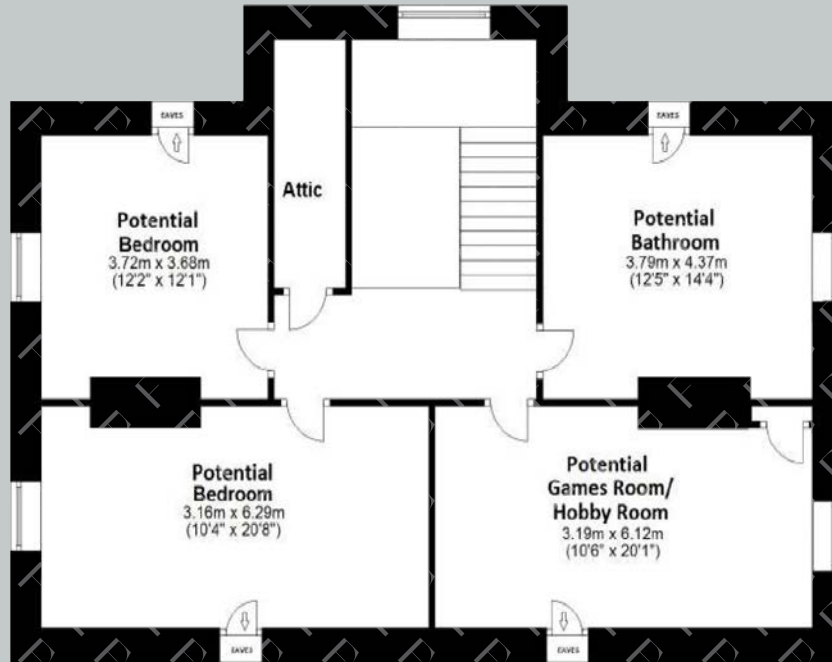 EAVES
EAVES
Attic
Potential
Bedroom
3.72m x 3.68m
(12'2" x 12'1")
Potential
Bathroom
3.79m x 4.37m
(12'5" x 14'4")
Potential
Bedroom
3.16m x 6.29m
(10'4" x 20'8")
Potential
Games Room/
Hobby Room
3.19m x 6.12m
(10'6" x 20'1")
EAVES
EAVES